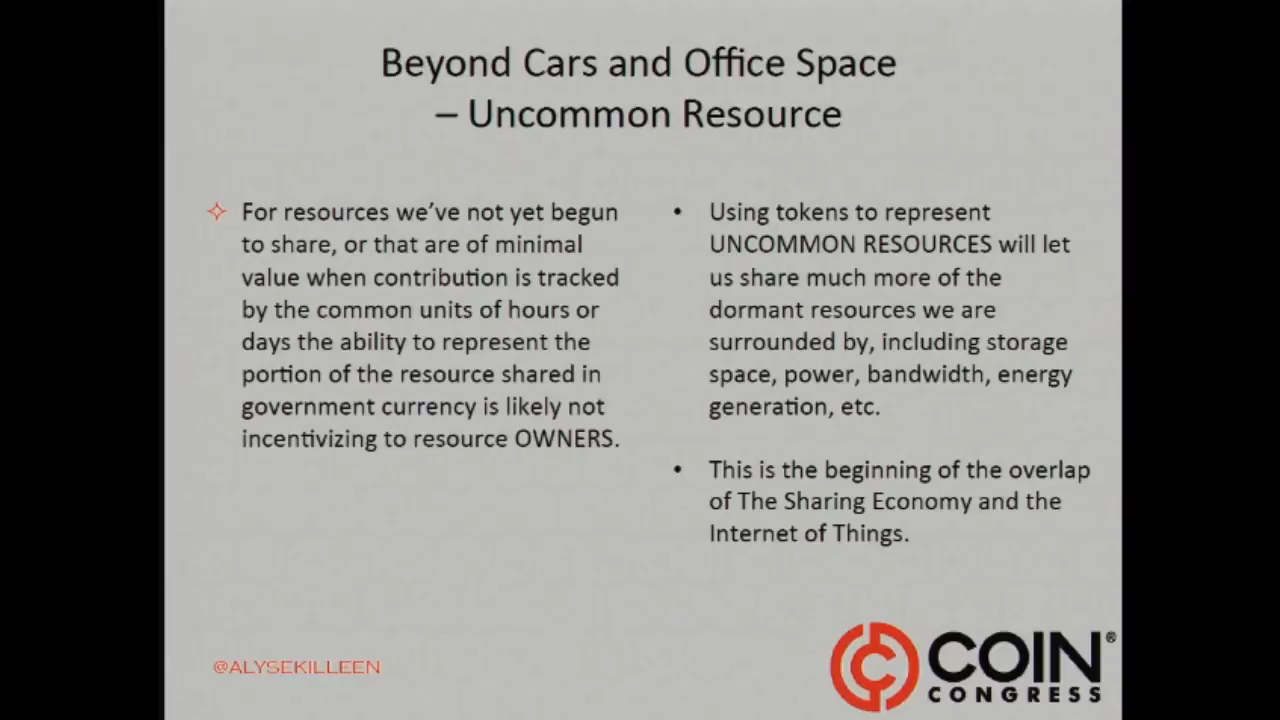 Beyond Cars and Office Space
– Uncommon Resource
For resources we’ve not yet begun
to share, or that are of minimal
value when contribution is tracked
by the common units of hours or
days the ability to represent the
portion of the resource shared in
government currency is likely not
incentivizing to resource OWNERS.
• Using tokens to represent
UNCOMMON RESOURCES will let
us share much more of the
dormant resources we are
surrounded by, including storage
space, power, bandwidth, energy
generation, etc.
• This is the beginning of the overlap
of The Sharing Economy and the
Internet of Things.
@ALYSEKILLEEN
COIN®
CONGRESS